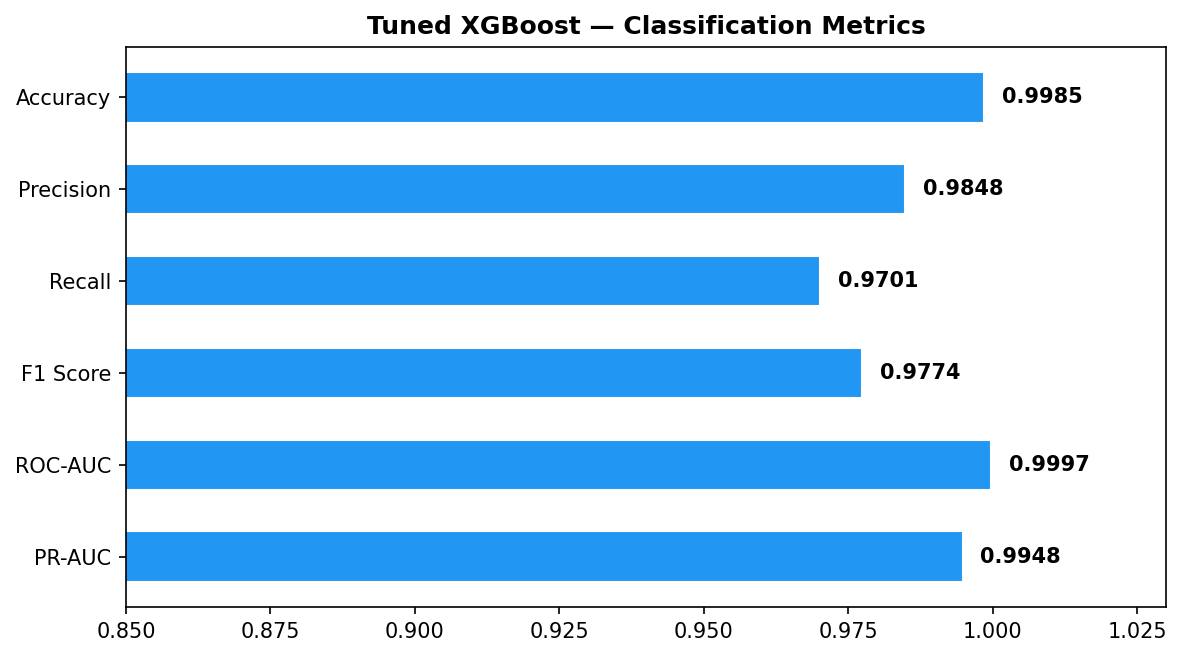 Tuned XGBoost — Classification Metrics
Accuracy 0.9985
Precision 0.9848
Recall 0.9701
F1 Score 0.9774
ROC-AUC 0.9997
PR-AUC 0.9948
0.850 0.875 0.900 0.925 0.950 0.975 1.000 1.025